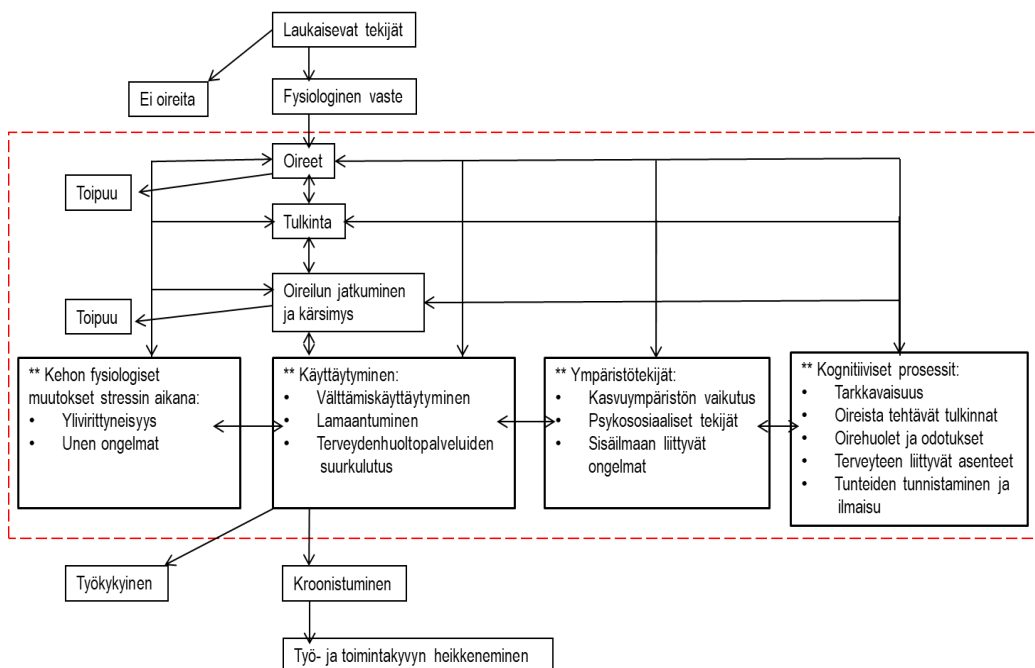 Laukaisevat tekijät
Ei oireita
Fysiologinen vaste
Oireet
Toipuu
Tulkinta
Oireilun jatkuminen
ja kärsimys
Toipuu
** Kehon fysiologiset
muutokset stressin aikana:
• Ylivirittyneisyys
• Unen ongelmat
** Käyttäytyminen:
• Välttämiskäyttäytyminen
• Lamaantuminen
• Terveydenhuoltopalveluiden
suurkulutus
** Ympäristötekijät:
• Kasvuympäristön vaikutus
• Psykososiaaliset tekijät
• Sisäilmaan liittyvät
ongelmat
** Kognitiiviset prosessit:
• Tarkkavaisuus
• Oireista tehtävät tulkinnat
• Oirehuolet ja odotukset
• Terveyteen liittyvät asenteet
• Tunteiden tunnistaminen ja
ilmaisu
Työkykyinen
Kroonistuminen
Työ- ja toimintakyvyn heikkeneminen